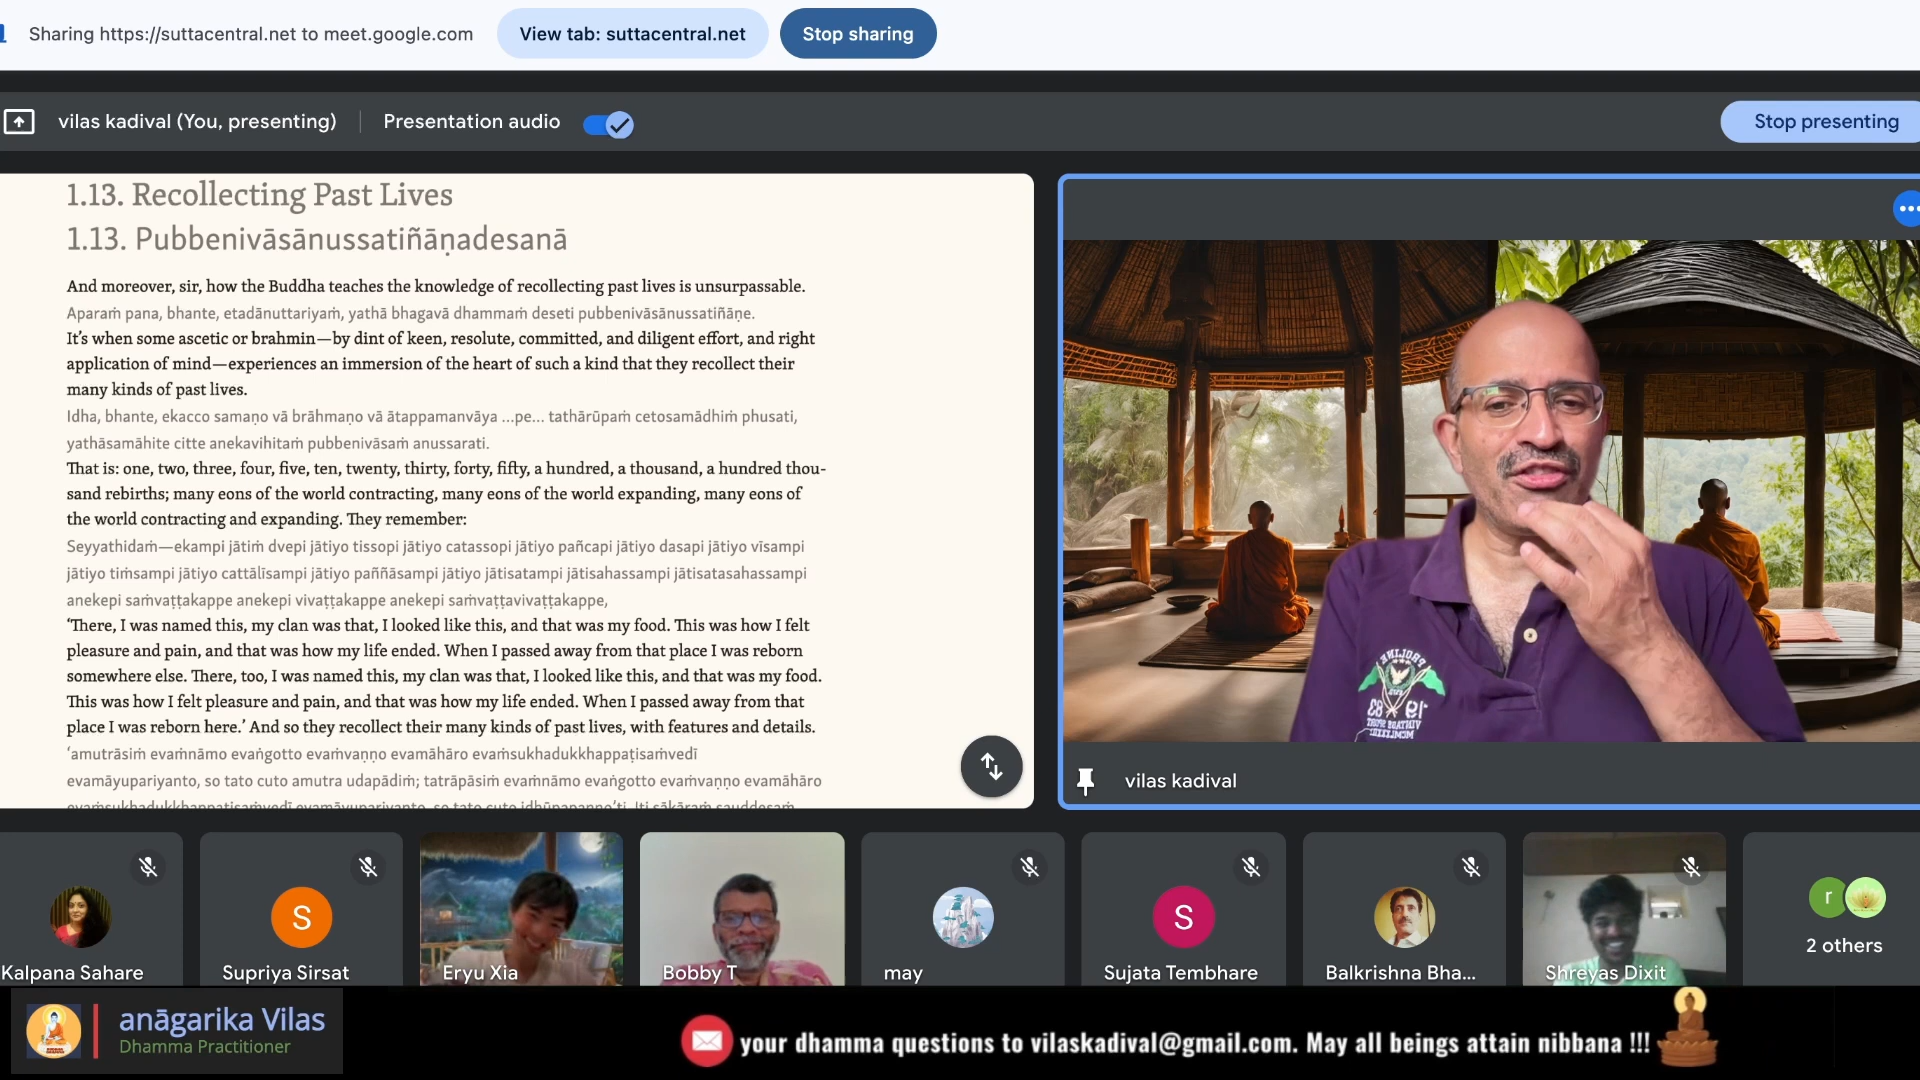 Sharing https://suttacentral.net to meet.google.com
View tab: suttacentral.net
Stop sharing
vilas kadival (You, presenting)
Presentation audio
Stop presenting
1.13. Recollecting Past Lives
1.13. Pubbenivāsānussatiñāṇadesanā
And moreover, sir, how the Buddha teaches the knowledge of recollecting past lives is unsurpassable.
Aparaṁ pana, bhante, etadānuttariyaṁ, yathā bhagavā dhammaṁ deseti pubbenivāsānussatiñāṇe.
It’s when some ascetic or brahmin—by dint of keen, resolute, committed, and diligent effort, and right
application of mind—experiences an immersion of the heart of such a kind that they recollect their
many kinds of past lives.
Idha, bhante, ekacco samaṇo vā brāhmaṇo vā ātappamanvāya …pe… tathārūpaṁ cetosamādhiṁ phusati,
yathāsamāhite citte anekavihitaṁ pubbenivāsaṁ anussarati.
That is: one, two, three, four, five, ten, twenty, thirty, forty, fifty, a hundred, a thousand, a hundred thou-
sand rebirths; many eons of the world contracting, many eons of the world expanding, many eons of
the world contracting and expanding. They remember:
Seyyathidaṁ—ekampi jātiṁ dvepi jātiyo tissopi jātiyo catassopi jātiyo pañcapi jātiyo dasapi jātiyo vīsampi
jātiyo tiṁsampi jātiyo cattālīsampi jātiyo paññāsampi jātiyo jātisatampi jātisahassampi jātisatasahassampi
anekepi saṁvaṭṭakappe anekepi vivaṭṭakappe anekepi saṁvaṭṭavivaṭṭakappe,
‘There, I was named this, my clan was that, I looked like this, and that was my food. This was how I felt
pleasure and pain, and that was how my life ended. When I passed away from that place I was reborn
somewhere else. There, too, I was named this, my clan was that, I looked like this, and that was my food.
This was how I felt pleasure and pain, and that was how my life ended. When I passed away from that
place I was reborn here.’ And so they recollect their many kinds of past lives, with features and details.
‘amutrāsiṁ evaṁnāmo evaṅgotto evaṁvaṇṇo evamāhāro evaṁsukhadukkhappaṭisaṁvedī
evamāyupariyanto, so tato cuto amutra udapādiṁ; tatrāpāsiṁ evaṁnāmo evaṅgotto evaṁvaṇṇo evamāhāro
evaṁsukhadukkhappaṭisaṁvedī evamāyupariyanto, so tato cuto idhūpapanno’ti. Iti sākāraṁ sauddesaṁ
vilas kadival
Kalpana Sahare
S
Supriya Sirsat
Eryu Xia
Bobby T
may
S
Sujata Tembhare
Balkrishna Bha...
Shreyas Dixit
r
2 others
anāgarika Vilas
Dhamma Practitioner
your dhamma questions to vilaskadival@gmail.com. May all beings attain nibbana !!!